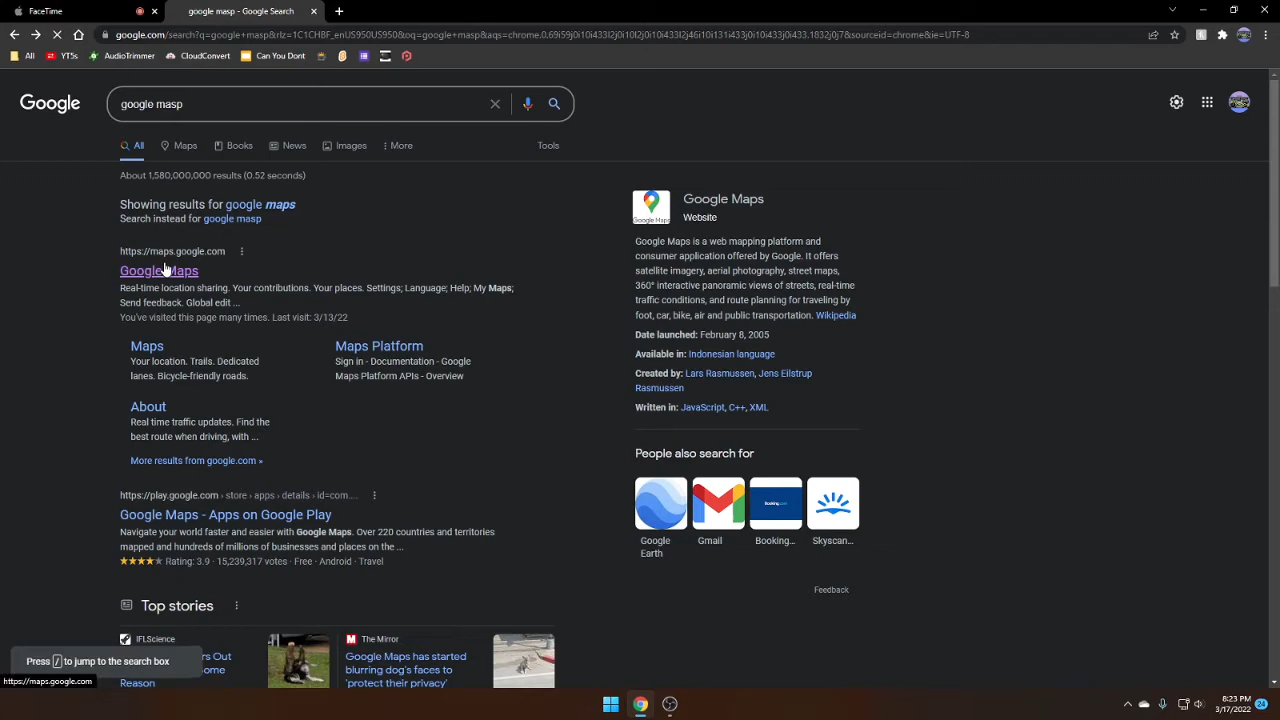 FaceTime
google masp - Google Search
google.com/search?q=google+masp&rlz=1C1CHBF_enUS950US950&oq=google+masp&aqs=chrome.0.69i59j0i10i433l2j0i10l2j0i10i433j46i10i131i433j0i10i433j0i433.1832j0j7&sourceid=chrome&ie=UTF-8
All YT5s AudioTrimmer CloudConvert Can You Dont
Google
google masp
All Maps Books News Images More Tools
About 1,580,000,000 results (0.52 seconds)
Showing results for google maps
Search instead for google masp
https://maps.google.com
Google Maps
Real-time location sharing. Your contributions. Your places. Settings; Language; Help; My Maps;
Send feedback. Global edit ...
You've visited this page many times. Last visit: 3/13/22
Maps
Your location. Trails. Dedicated
lanes. Bicycle-friendly roads.
Maps Platform
Sign in - Documentation - Google
Maps Platform APIs - Overview
About
Real time traffic updates. Find the
best route when driving, with ...
More results from google.com »
https://play.google.com › store › apps › details › id=com....
Google Maps - Apps on Google Play
Navigate your world faster and easier with Google Maps. Over 220 countries and territories
mapped and hundreds of millions of businesses and places on the ...
Rating: 3.9 · 15,239,317 votes · Free · Android · Travel
Top stories
IFLScience
rs Out
Some
Reason
M The Mirror
Google Maps has started
blurring dog's faces to
'protect their privacy'
Google Maps
Google Maps
Website
Google Maps is a web mapping platform and
consumer application offered by Google. It offers
satellite imagery, aerial photography, street maps,
360° interactive panoramic views of streets, real-time
traffic conditions, and route planning for traveling by
foot, car, bike, air and public transportation. Wikipedia
Date launched: February 8, 2005
Available in: Indonesian language
Created by: Lars Rasmussen, Jens Eilstrup
Rasmussen
Written in: JavaScript, C++, XML
People also search for
Booking.com
Google
Earth
Gmail
Booking...
Skyscan...
Feedback
Press / to jump to the search box
https://maps.google.com
8:23 PM
3/17/2022
24